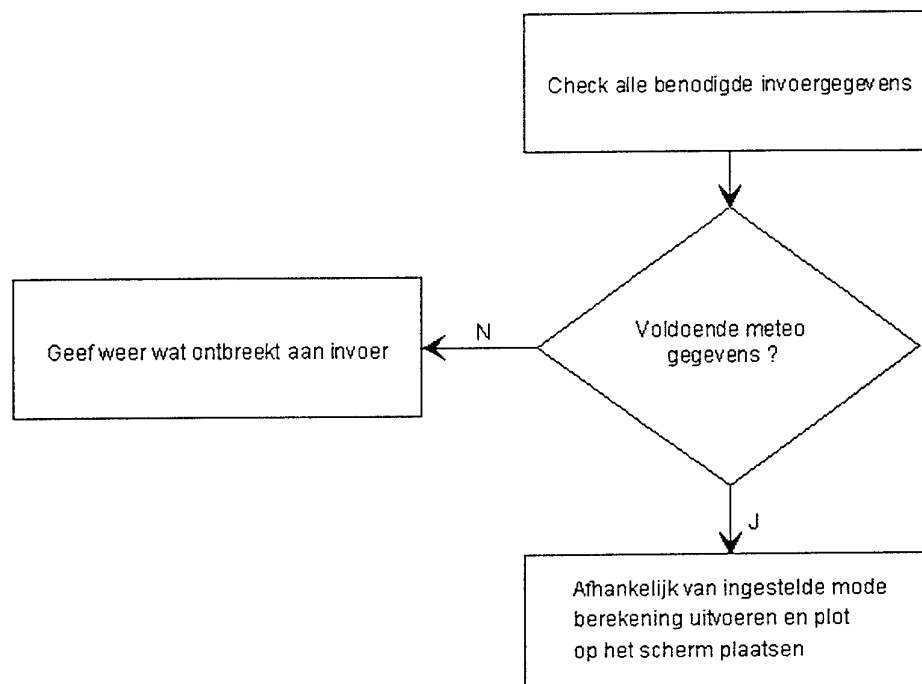 Check alle benodigde invoergegevens
Voldoende meteo
gegevens ?
N
Geef weer wat ontbreekt aan invoer
J
Afhankelijk van ingestelde mode
berekening uitvoeren en plot
op het scherm plaatsen